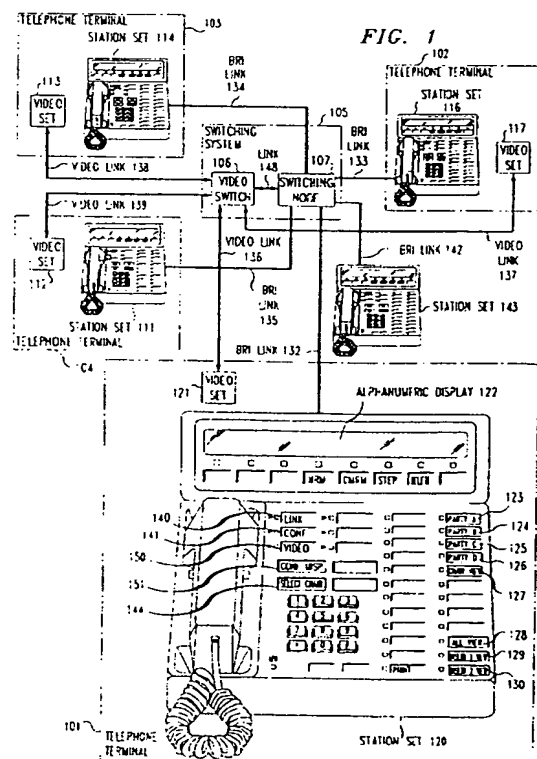 FIG. 1
TELEPHONE TERMINAL
103
STATION SET 114
113
VIDEO
SET
VIDEO LINK 138
VIDEO LINK 139
BRI
LINK
134
102
TELEPHONE TERMINAL
STATION SET
116
117
VIDEO
SET
105
SWITCHING
SYSTEM
106
VIDEO
SWITCH
LINK
148
107
SWITCHING
NODE
BRI
LINK
133
VIDEO LINK
136
VIDEO
LINK
137
BRI LINK 142
STATION SET 143
VIDEO
SET
112
STATION SET 111
TELEPHONE TERMINAL
104
BRI
LINK
135
BRI LINK 132
121
VIDEO
SET
ALPHANUMERIC DISPLAY 122
STEP
140
LINK
141
CONF
150
VIDEO
151
144
PARTY A
123
124
PARTY C
125
PARTY D
126
127
128
129
130
101
TELEPHONE
TERMINAL
STATION SET 120